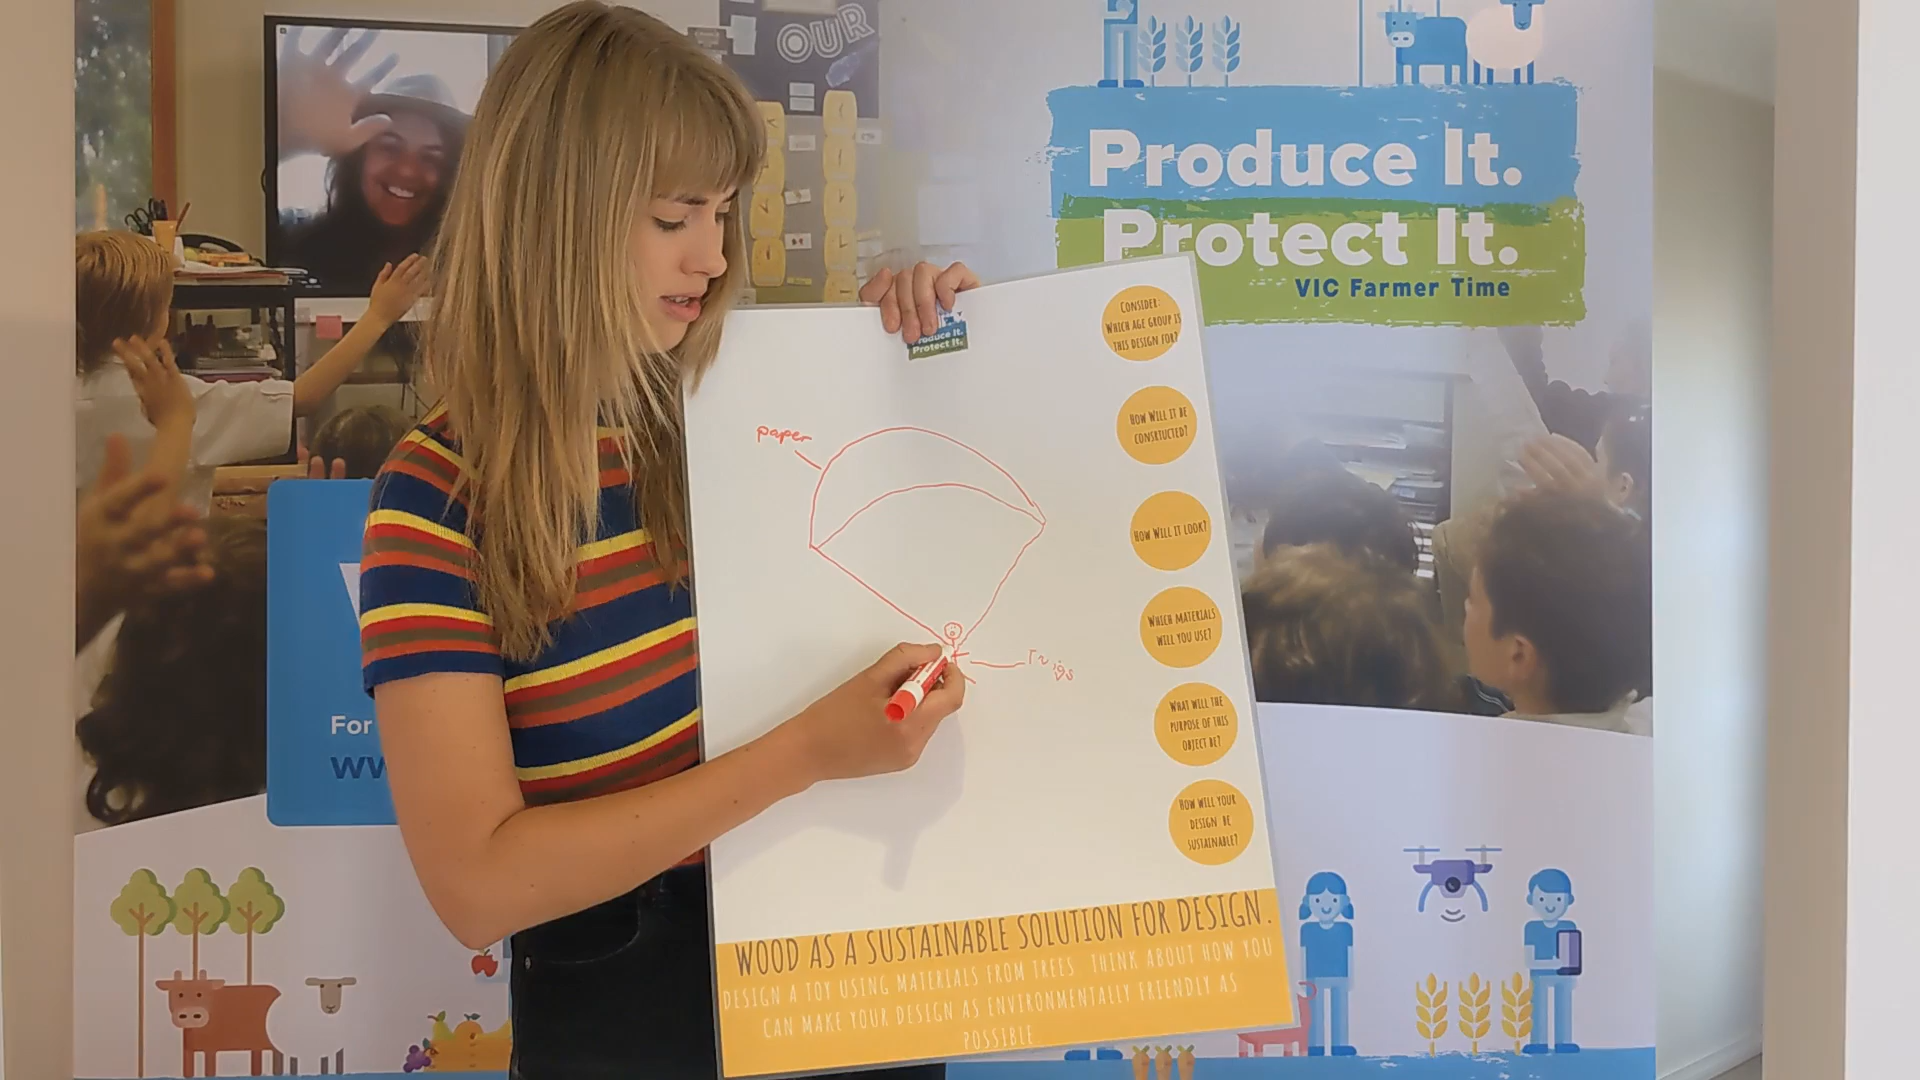 OUR
Produce It.
Protect It.
VIC Farmer Time
Produce It.
Protect It.
CONSIDER:
WHICH AGE GROUP IS
THIS DESIGN FOR?
HOW WILL IT BE
CONSRTUCTED?
HOW WILL IT LOOK?
WHICH MATERIALS
WILL YOU USE?
WHAT WILL THE
PURPOSE OF THIS
OBJECT BE?
HOW WILL YOUR
DESIGN BE
SUSTAINABLE?
paper
For
WOOD AS A SUSTAINABLE SOLUTION FOR DESIGN.
DESIGN A TOY USING MATERIALS FROM TREES. THINK ABOUT HOW YOU
CAN MAKE YOUR DESIGN AS ENVIRONMENTALLY FRIENDLY AS
POSSIBLE